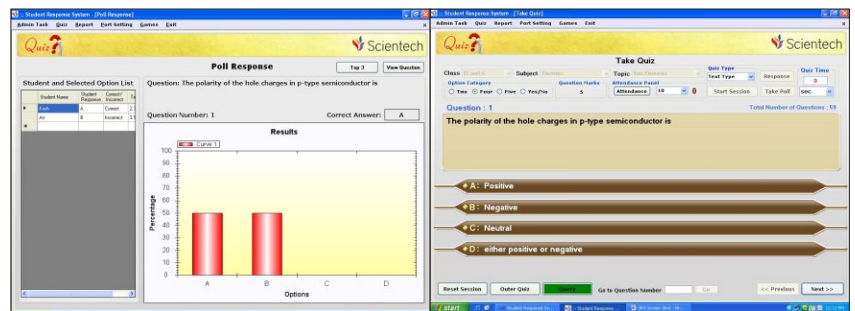 :: Student Response System - [Poll Response]
Admin Task Quiz Report Port Setting Games Exit
Quiz ?
Scientech
Poll Response
Top 3
View Question
Student and Selected Option List
Student Name
Student Response
Correct/ Incorrect
A
Correct
B
Incorrect
Question: The polarity of the hole charges in p-type semiconductor is
Question Number: 1
Correct Answer: A
Results
Curve 1
Percentage
100
90
80
70
60
50
40
30
20
10
0
A B C D
Options
:: Student Response System - [Take Quiz]
Admin Task Quiz Report Port Setting Games Exit
Quiz ?
Scientech
Take Quiz
Class
Subject
Topic
Quiz Type
Text Type
Response
Quiz Time
0
Option Category
Two Four Five Yes/No
Question Marks
5
Attendance Panel
Attendance
10
0
Start Session
Take Poll
sec
Question : 1
Total Number of Questions : 59
The polarity of the hole charges in p-type semiconductor is
A: Positive
B: Negative
C: Neutral
D: either positive or negative
Reset Session
Outer Quiz
Go to Question Number
Go
<< Previous
Next >>
start